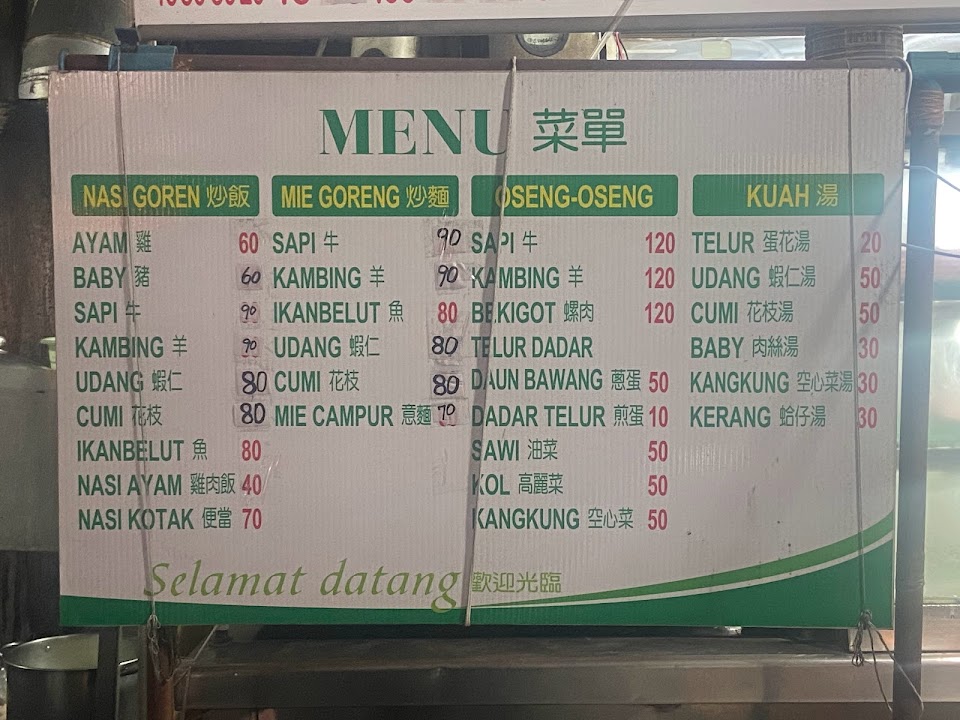 MENU 菜單
NASI GOREN 炒飯
AYAM 雞 60
BABY 豬 60
SAPI 牛 90
KAMBING 羊 90
UDANG 蝦仁 80
CUMI 花枝 80
IKANBELUT 魚 80
NASI AYAM 雞肉飯 40
NASI KOTAK 便當 70
MIE GORENG 炒麵
SAPI 牛 90
KAMBING 羊 90
IKANBELUT 魚 80
UDANG 蝦仁 80
CUMI 花枝 80
MIE CAMPUR 意麵 70
OSENG-OSENG
SAPI 牛 120
KAMBING 羊 120
BEKIGOT 螺肉 120
TELUR DADAR
DAUN BAWANG 蔥蛋 50
DADAR TELUR 煎蛋 10
SAWI 油菜 50
KOL 高麗菜 50
KANGKUNG 空心菜 50
KUAH 湯
TELUR 蛋花湯 20
UDANG 蝦仁湯 50
CUMI 花枝湯 50
BABY 肉絲湯 30
KANGKUNG 空心菜湯 30
KERANG 蛤仔湯 30
Selamat datang 歡迎光臨